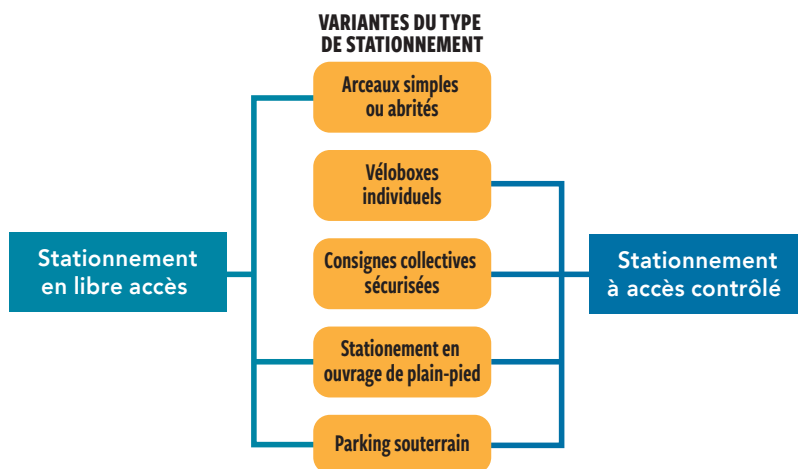 VARIANTES DU TYPE
DE STATIONNEMENT
Arceaux simples
ou abrités
Véloboxes
individuels
Stationnement
en libre accès
Consignes collectives
sécurisées
Stationnement
à accès contrôlé
Stationement en
ouvrage de plain-pied
Parking souterrain